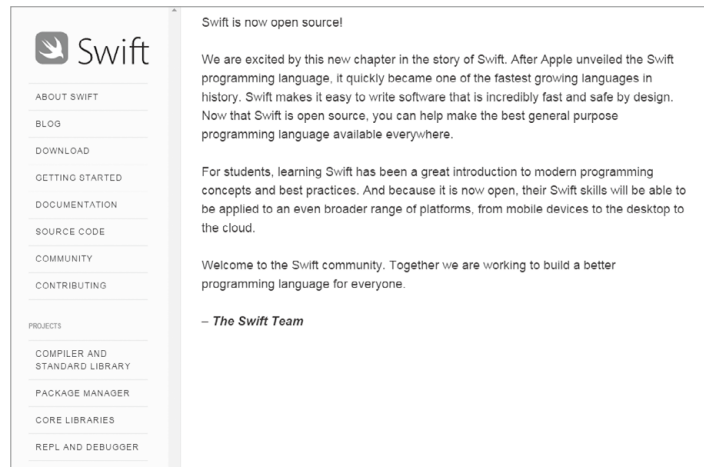 Swift
ABOUT SWIFT
BLOG
DOWNLOAD
GETTING STARTED
DOCUMENTATION
SOURCE CODE
COMMUNITY
CONTRIBUTING
PROJECTS
COMPILER AND
STANDARD LIBRARY
PACKAGE MANAGER
CORE LIBRARIES
REPL AND DEBUGGER
Swift is now open source!
We are excited by this new chapter in the story of Swift. After Apple unveiled the Swift
programming language, it quickly became one of the fastest growing languages in
history. Swift makes it easy to write software that is incredibly fast and safe by design.
Now that Swift is open source, you can help make the best general purpose
programming language available everywhere.
For students, learning Swift has been a great introduction to modern programming
concepts and best practices. And because it is now open, their Swift skills will be able to
be applied to an even broader range of platforms, from mobile devices to the desktop to
the cloud.
Welcome to the Swift community. Together we are working to build a better
programming language for everyone.
– The Swift Team